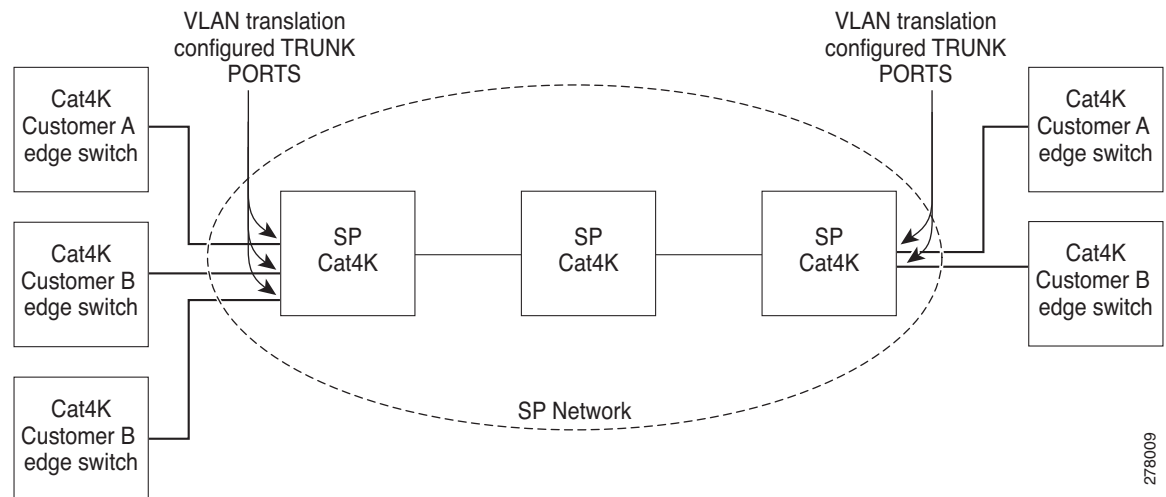 VLAN translation
configured TRUNK
PORTS
VLAN translation
configured TRUNK
PORTS
Cat4K
Customer A
edge switch
Cat4K
Customer B
edge switch
Cat4K
Customer B
edge switch
SP
Cat4K
SP
Cat4K
SP
Cat4K
Cat4K
Customer A
edge switch
Cat4K
Customer B
edge switch
SP Network
278009